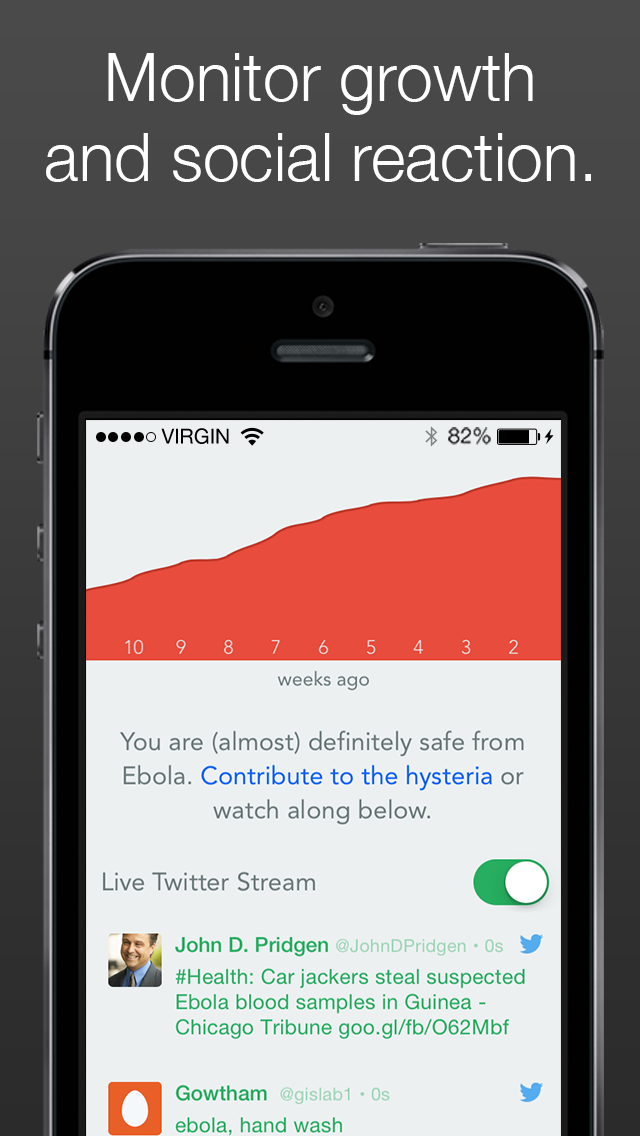 Monitor growth
and social reaction.
VIRGIN 82%
10 9 8 7 6 5 4 3 2
weeks ago
You are (almost) definitely safe from
Ebola. Contribute to the hysteria or
watch along below.
Live Twitter Stream
John D. Pridgen @JohnDPridgen • 0s
#Health: Car jackers steal suspected
Ebola blood samples in Guinea -
Chicago Tribune goo.gl/fb/O62Mbf
Gowtham @gislab1 • 0s
ebola, hand wash